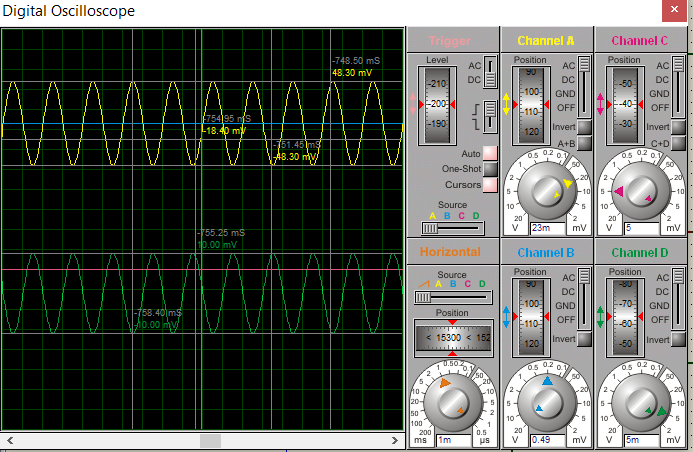 Digital Oscilloscope
-748.50 mS
48.30 mV
-754.95 mS
-18.40 mV
-751.45 mS
-48.30 mV
-755.25 mS
10.00 mV
-758.40 mS
-10.00 mV
Trigger
Level
-210
-200
-190
AC
DC
Auto
One-Shot
Cursors
Source
A B C D
Channel A
Position
90
100
110
120
AC
DC
GND
OFF
Invert
A+B
20
10
5
2
1
0.5
0.2
0.1
50
20
10
5
2
V
23m
mV
Channel C
Position
-50
-40
-30
AC
DC
GND
OFF
Invert
C+D
20
10
5
2
1
0.5
0.2
0.1
50
20
10
5
2
V
5
mV
Horizontal
Source
A B C D
Position
< 15300 < 152
200
100
50
20
10
5
2
1
0.5
0.2
0.1
50
20
10
5
2
1
0.5
ms
1m
µs
Channel B
Position
90
100
110
120
AC
DC
GND
OFF
Invert
20
10
5
2
1
0.5
0.2
0.1
50
20
10
5
2
V
0.49
mV
Channel D
Position
-80
-70
-60
-50
AC
DC
GND
OFF
Invert
20
10
5
2
1
0.5
0.2
0.1
50
20
10
5
2
V
5m
mV